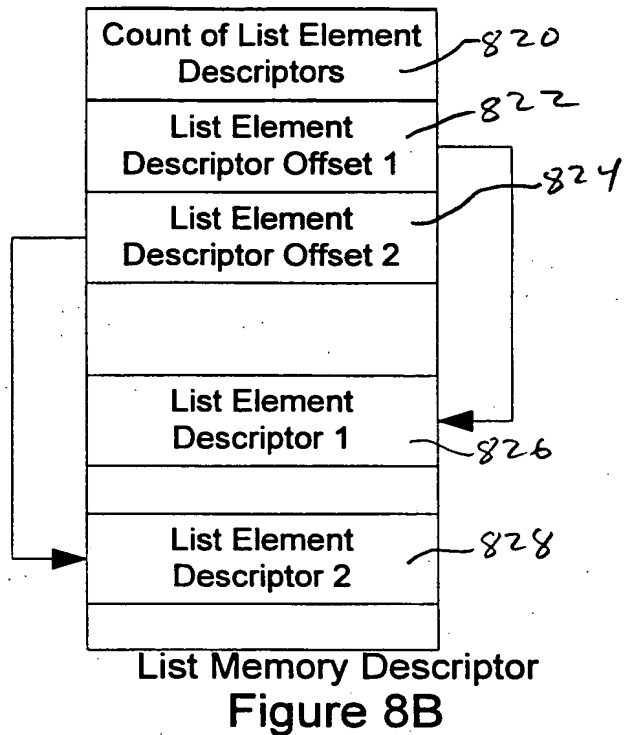 Count of List Element
Descriptors
820
List Element
Descriptor Offset 1
822
List Element
Descriptor Offset 2
824
List Element
Descriptor 1
826
List Element
Descriptor 2
828
List Memory Descriptor
Figure 8B